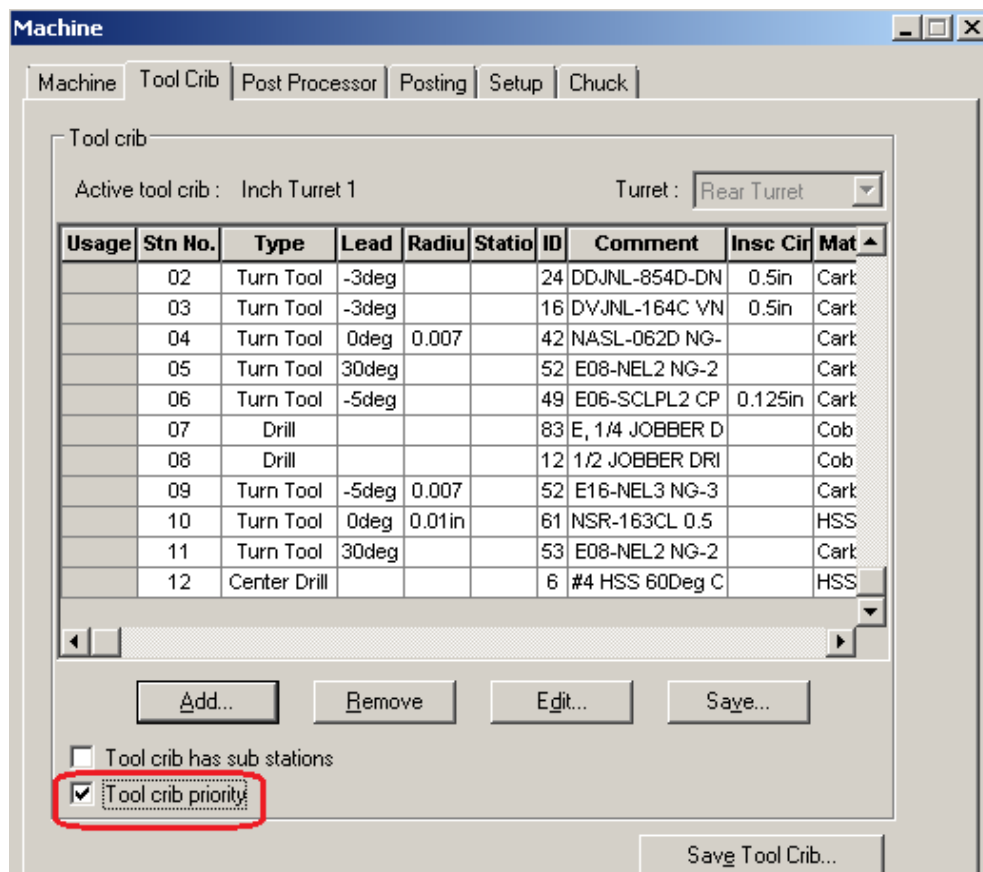 Machine
Machine Tool Crib Post Processor Posting Setup Chuck
Tool crib
Active tool crib : Inch Turret 1 Turret : Rear Turret
Usage Stn No. Type Lead Radiu Statio ID Comment Insc Cir Mat
02 Turn Tool -3deg 24 DDJNL-854D-DN 0.5in Carb
03 Turn Tool -3deg 16 DVJNL-164C VN 0.5in Carb
04 Turn Tool 0deg 0.007 42 NASL-062D NG- Carb
05 Turn Tool 30deg 52 E08-NEL2 NG-2 Carb
06 Turn Tool -5deg 49 E06-SCLPL2 CP 0.125in Carb
07 Drill 83 E, 1/4 JOBBER D Cob
08 Drill 12 1/2 JOBBER DRI Cob
09 Turn Tool -5deg 0.007 52 E16-NEL3 NG-3 Carb
10 Turn Tool 0deg 0.01in 61 NSR-163CL 0.5 HSS
11 Turn Tool 30deg 53 E08-NEL2 NG-2 Carb
12 Center Drill 6 #4 HSS 60Deg C HSS
Add... Remove Edit... Save...
Tool crib has sub stations
Tool crib priority
Save Tool Crib...